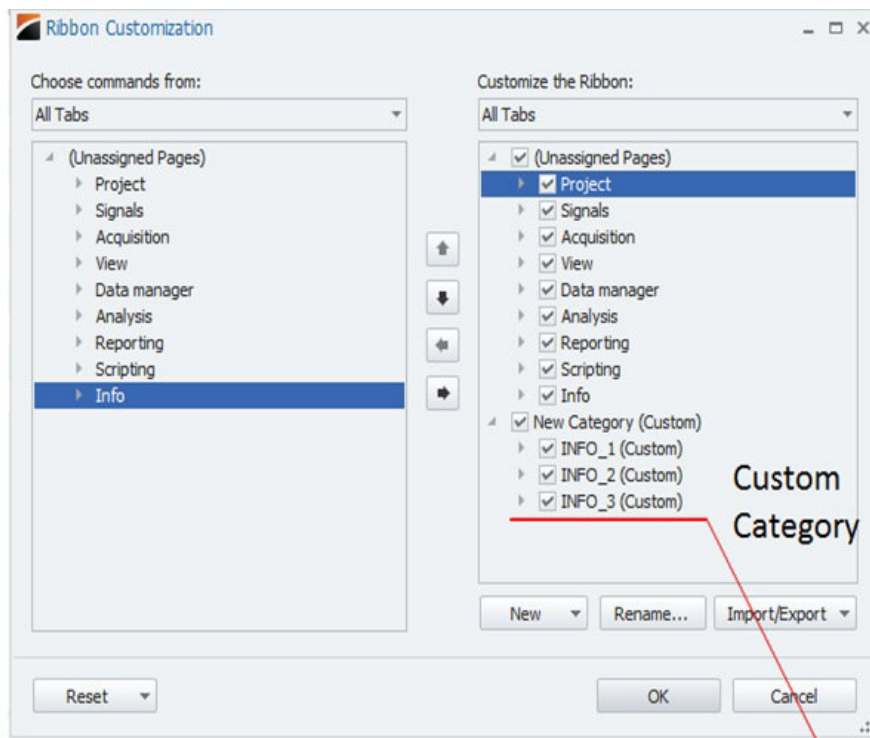 Ribbon Customization
Choose commands from:
All Tabs
(Unassigned Pages)
Project
Signals
Acquisition
View
Data manager
Analysis
Reporting
Scripting
Info
Customize the Ribbon:
All Tabs
(Unassigned Pages)
Project
Signals
Acquisition
View
Data manager
Analysis
Reporting
Scripting
Info
New Category (Custom)
INFO_1 (Custom)
INFO_2 (Custom)
INFO_3 (Custom)
Custom
Category
New
Rename...
Import/Export
Reset
OK
Cancel